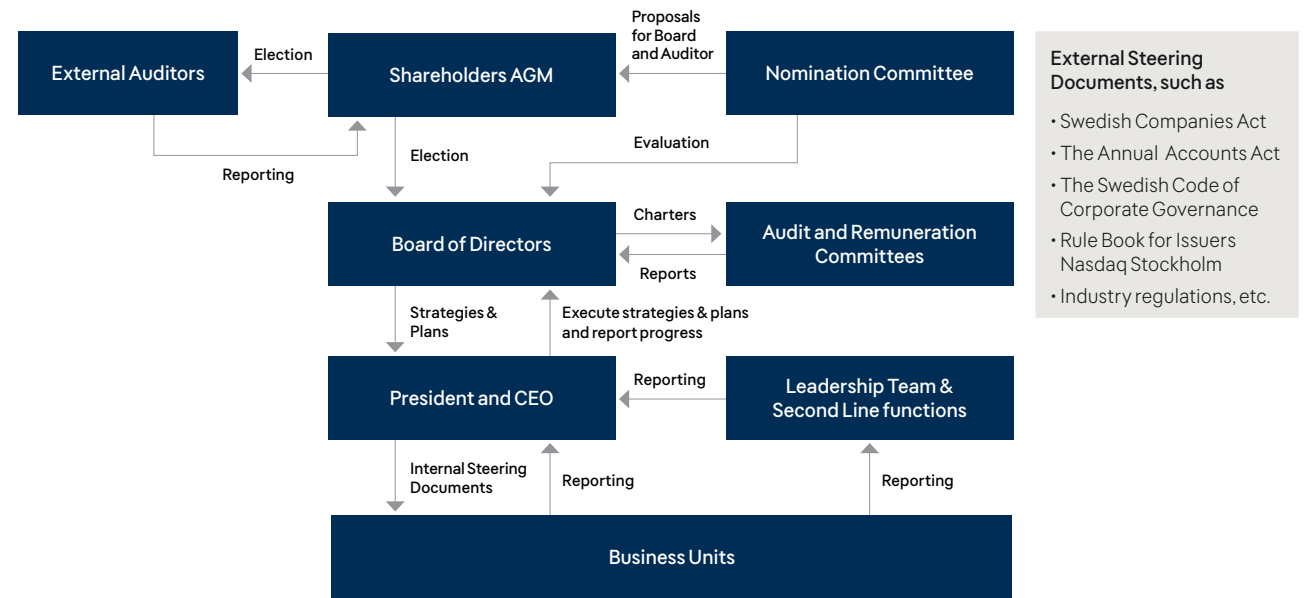 Proposals
for Board
and Auditor
Election
External Auditors
Shareholders AGM
Nomination Committee
Reporting
Election
Evaluation
Board of Directors
Charters
Reports
Audit and Remuneration
Committees
Strategies &
Plans
Execute strategies & plans
and report progress
President and CEO
Reporting
Leadership Team &
Second Line functions
Internal Steering
Documents
Reporting
Reporting
Business Units
External Steering
Documents, such as
• Swedish Companies Act
• The Annual Accounts Act
• The Swedish Code of
Corporate Governance
• Rule Book for Issuers
Nasdaq Stockholm
• Industry regulations, etc.